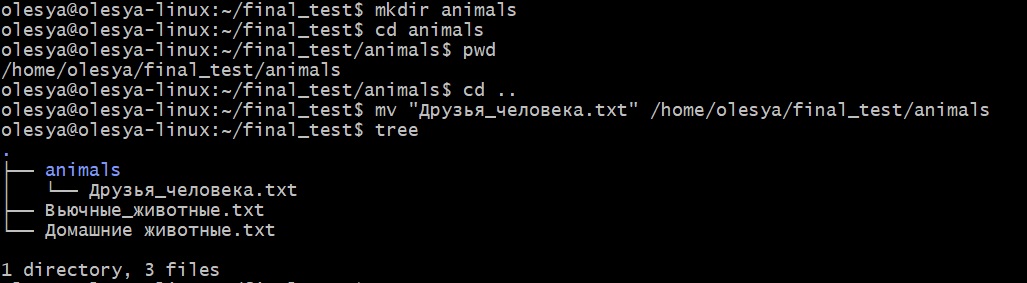 olesya@olesya-linux:~/final_test$ mkdir animals
olesya@olesya-linux:~/final_test$ cd animals
olesya@olesya-linux:~/final_test/animals$ pwd
/home/olesya/final_test/animals
olesya@olesya-linux:~/final_test/animals$ cd ..
olesya@olesya-linux:~/final_test$ mv "Друзья_человека.txt" /home/olesya/final_test/animals
olesya@olesya-linux:~/final_test$ tree
.
├── animals
│   └── Друзья_человека.txt
├── Вьючные_животные.txt
└── Домашние животные.txt
1 directory, 3 files